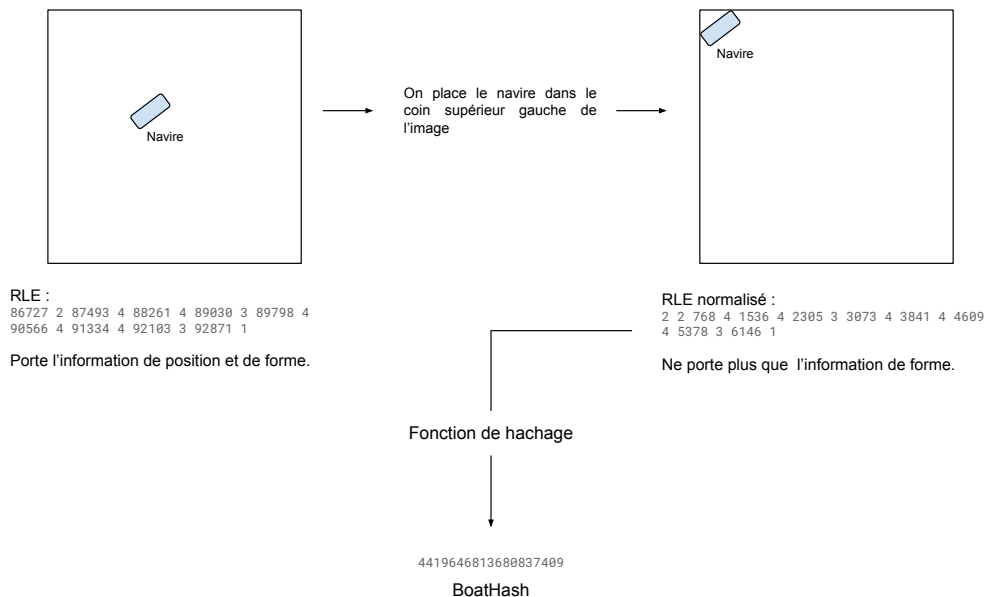 Navire
On place le navire dans le
coin supérieur gauche de
l'image
Navire
RLE :
86727 2 87493 4 88261 4 89030 3 89798 4
90566 4 91334 4 92103 3 92871 1
Porte l'information de position et de forme.
RLE normalisé :
2 2 768 4 1536 4 2305 3 3073 4 3841 4 4609
4 5378 3 6146 1
Ne porte plus que l'information de forme.
Fonction de hachage
4419646813680837409
BoatHash